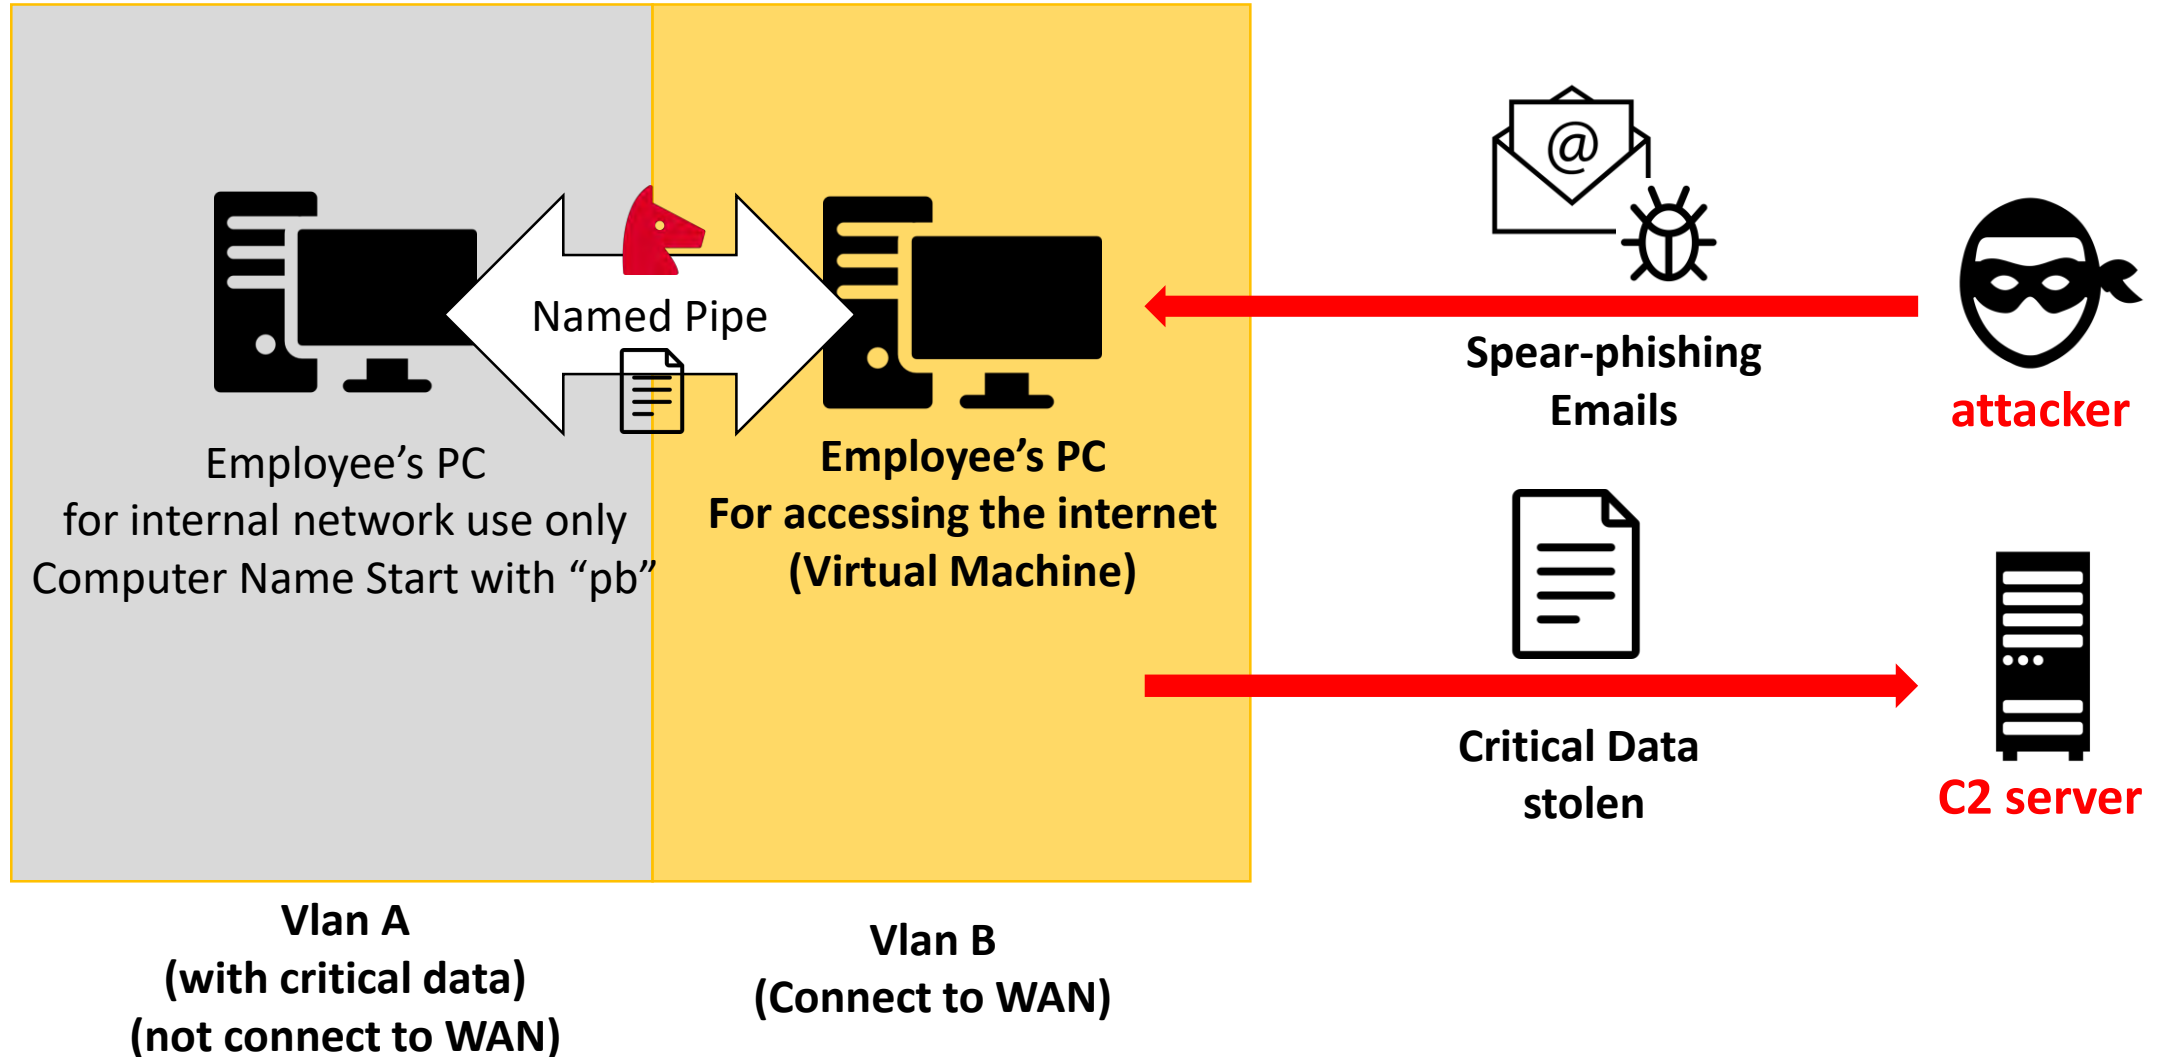 Named Pipe
Employee’s PC
for internal network use only
Computer Name Start with “pb”
Employee’s PC
For accessing the internet
(Virtual Machine)
@
Spear-phishing
Emails
attacker
Critical Data
stolen
C2 server
Vlan A
(with critical data)
(not connect to WAN)
Vlan B
(Connect to WAN)